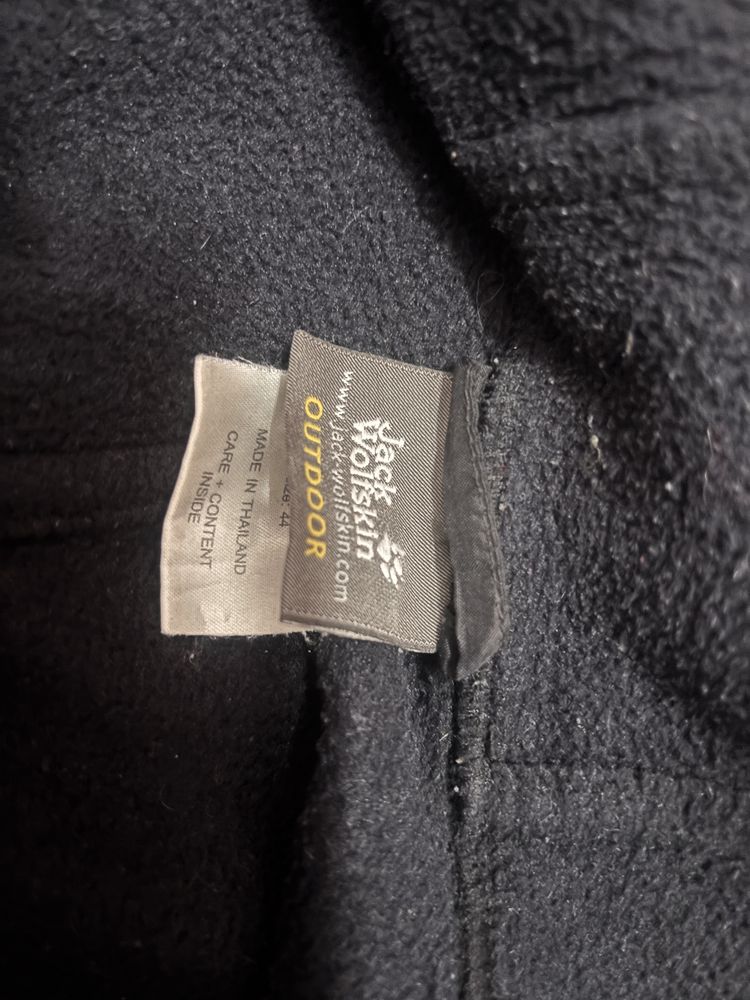 Jack
Wolfskin
www.jack-wolfskin.com
OUTDOOR
44
MADE IN THAILAND
CARE + CONTENT
INSIDE